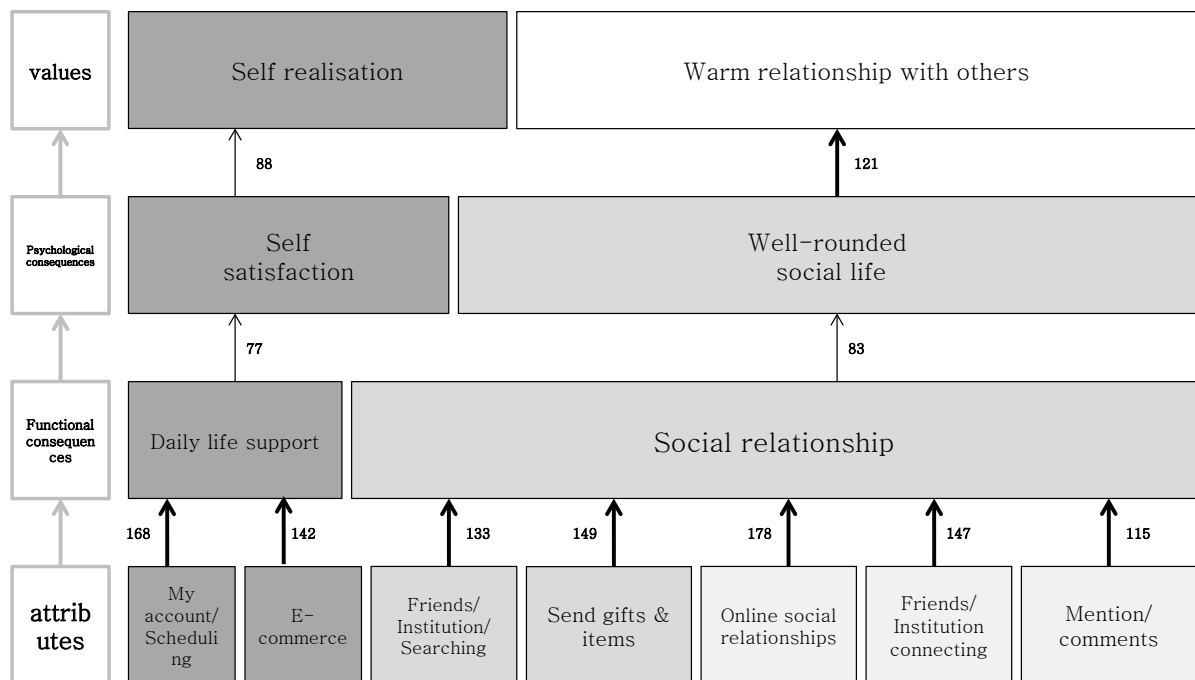 values
Self realisation
Warm relationship with others
88
121
Psychological
consequences
Self
satisfaction
Well-rounded
social life
77
83
Functional
consequen
ces
Daily life support
Social relationship
168
142
133
149
178
147
115
attrib
utes
My
account/
Scheduli
ng
E-
commerce
Friends/
Institution/
Searching
Send gifts &
items
Online social
relationships
Friends/
Institution
connecting
Mention/
comments